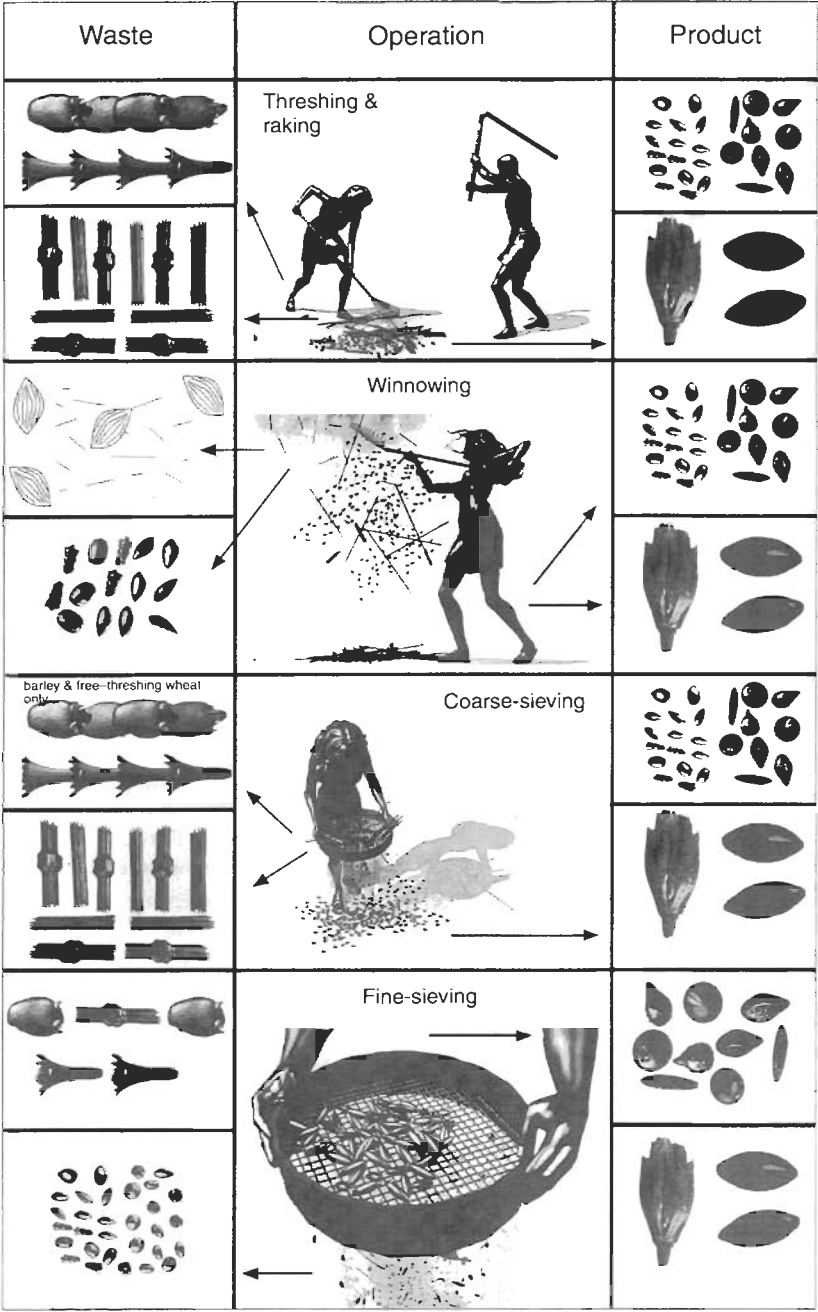 Waste
Operation
Product
Threshing &
raking
Winnowing
barley & free–threshing wheat
only
Coarse-sieving
Fine-sieving